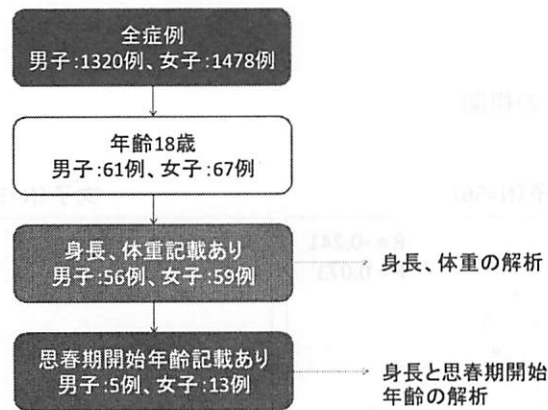 全症例
男子:1320例、女子:1478例
年齢18歳
男子:61例、女子:67例
身長、体重記載あり
男子:56例、女子:59例
身長、体重の解析
思春期開始年齢記載あり
男子:5例、女子:13例
身長と思春期開始
年齢の解析